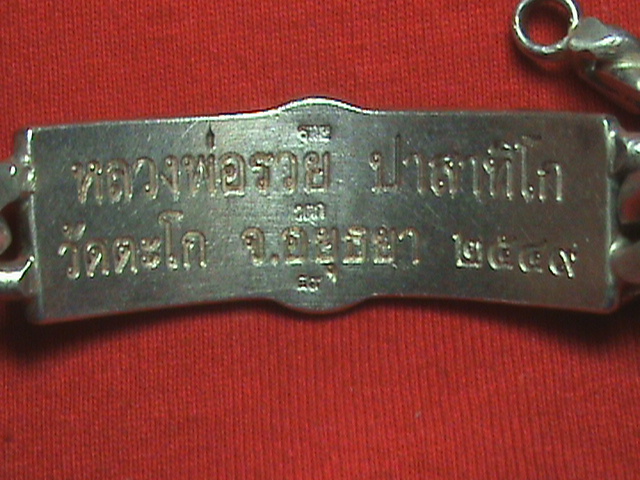 หลวงพ่อรวย ปาสาทิโก
วัดตะโก จ.อยุธยา ๒๕๔๙